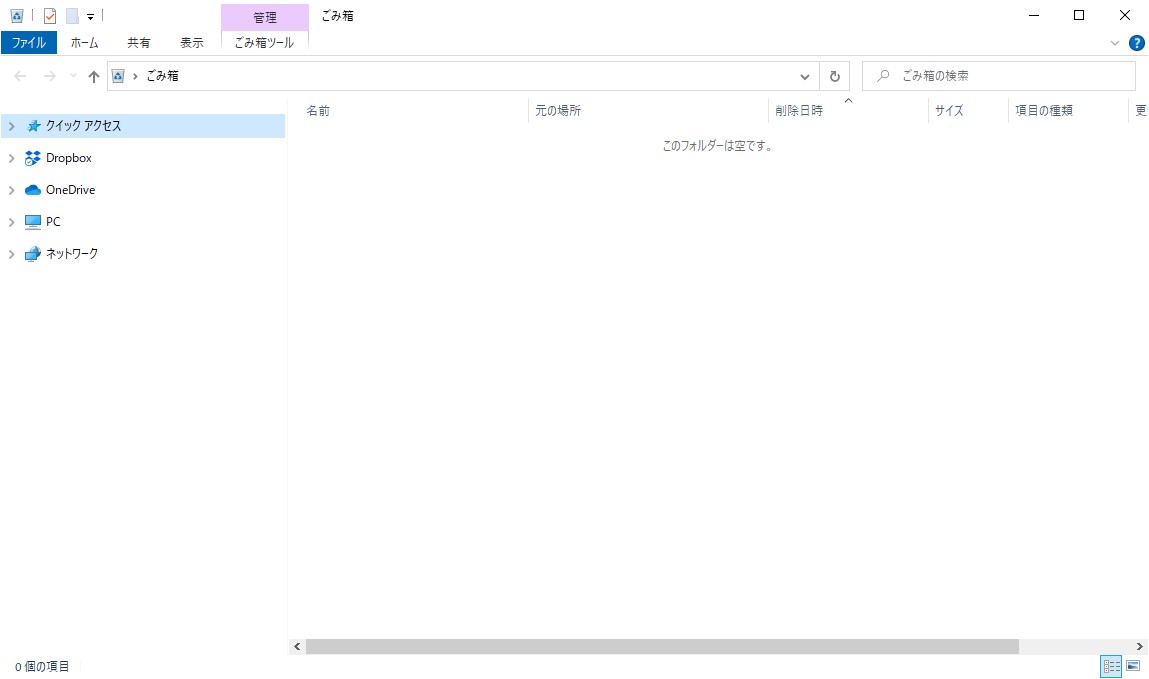 管理
ごみ箱
ファイル
ホーム
共有
表示
ごみ箱ツール
ごみ箱
ごみ箱の検索
名前
元の場所
削除日時
サイズ
項目の種類
更
このフォルダーは空です。
クイック アクセス
Dropbox
OneDrive
PC
ネットワーク
0 個の項目